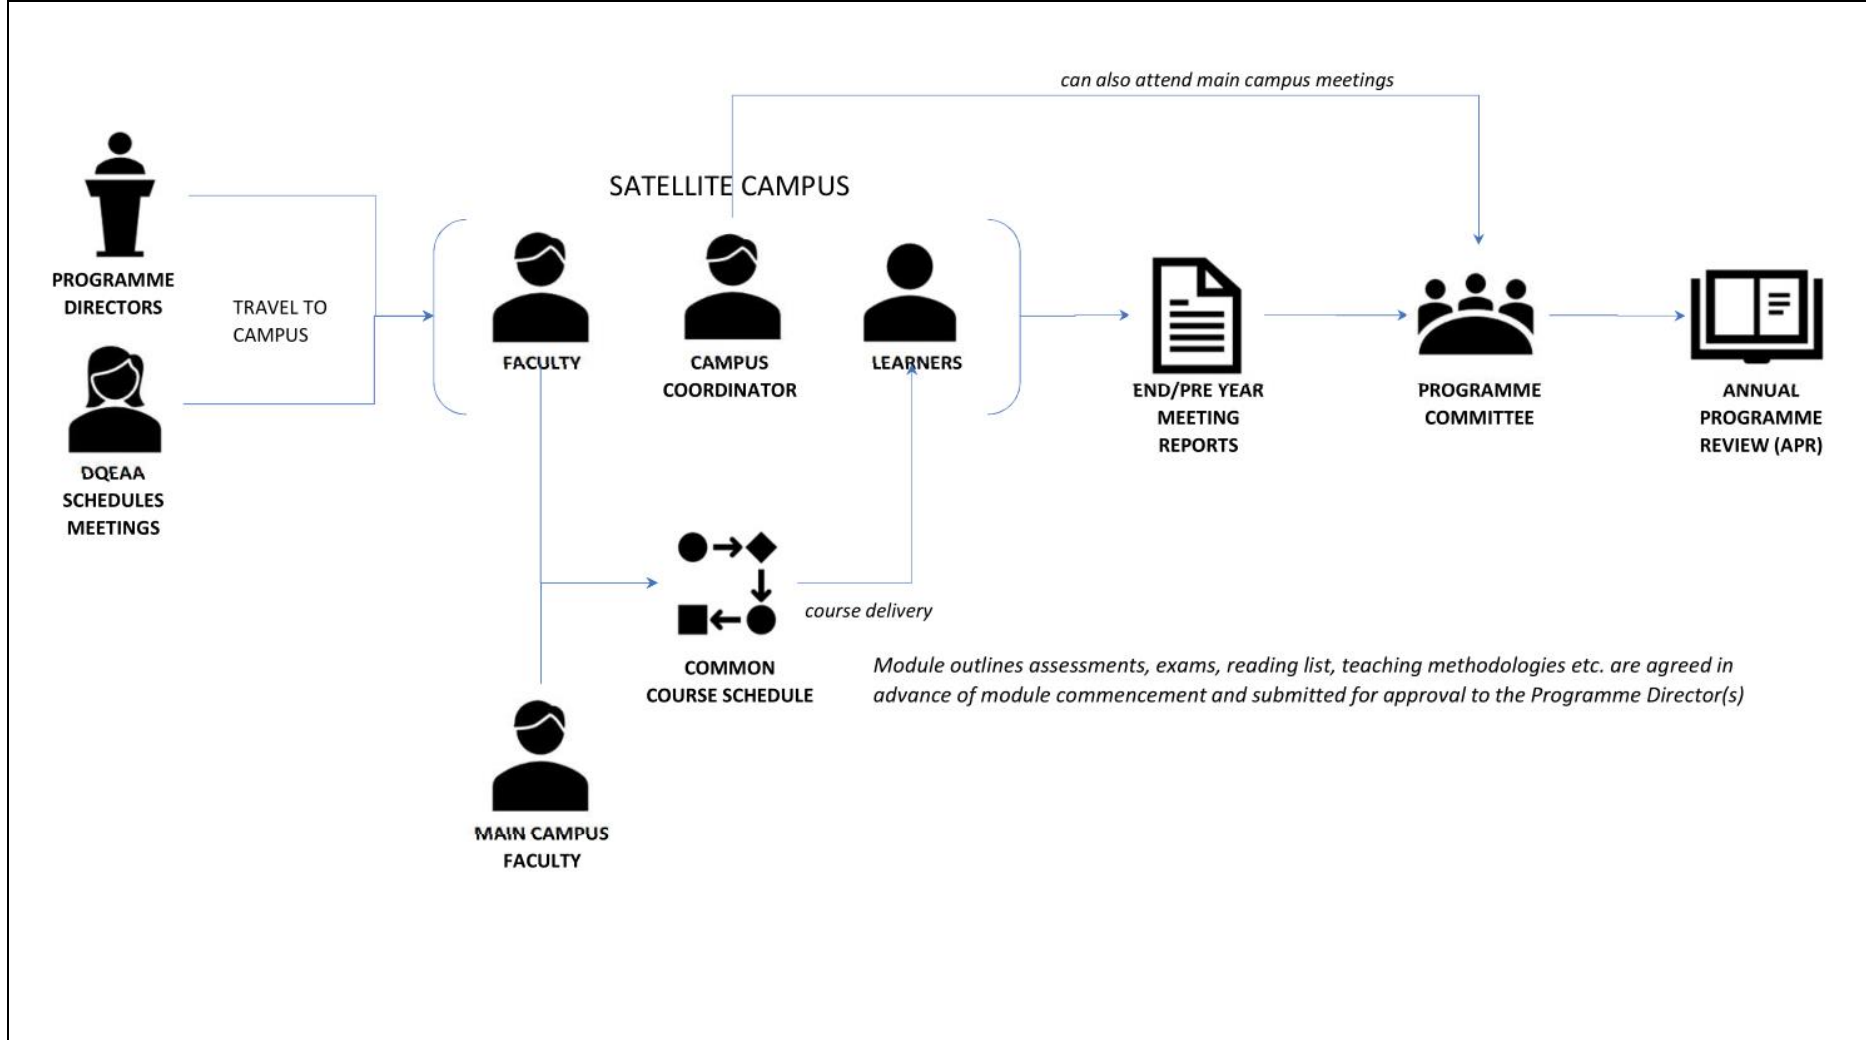 can also attend main campus meetings
SATELLITE CAMPUS
PROGRAMME
DIRECTORS
TRAVEL TO
CAMPUS
DQEAA
SCHEDULES
MEETINGS
FACULTY
CAMPUS
COORDINATOR
LEARNERS
END/PRE YEAR
MEETING
REPORTS
PROGRAMME
COMMITTEE
ANNUAL
PROGRAMME
REVIEW (APR)
course delivery
COMMON
COURSE SCHEDULE
Module outlines assessments, exams, reading list, teaching methodologies etc. are agreed in
advance of module commencement and submitted for approval to the Programme Director(s)
MAIN CAMPUS
FACULTY